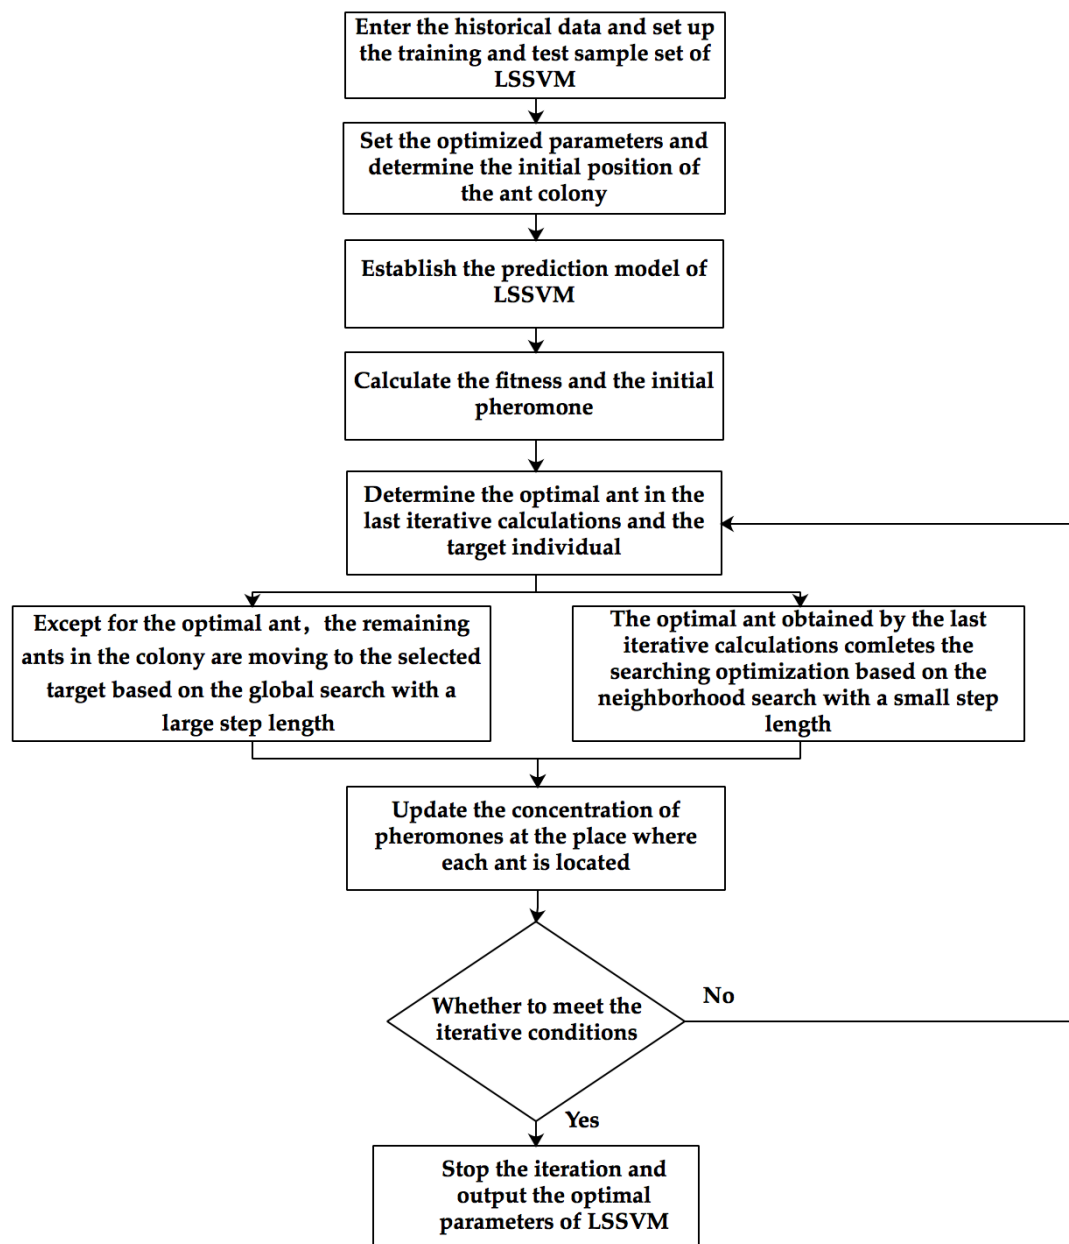 Enter the historical data and set up
the training and test sample set of
LSSVM
Set the optimized parameters and
determine the initial position of
the ant colony
Establish the prediction model of
LSSVM
Calculate the fitness and the initial
pheromone
Determine the optimal ant in the
last iterative calculations and the
target individual
Except for the optimal ant，the remaining
ants in the colony are moving to the selected
target based on the global search with a
large step length
The optimal ant obtained by the last
iterative calculations comletes the
searching optimization based on the
neighborhood search with a small step
length
Update the concentration of
pheromones at the place where
each ant is located
Whether to meet the
iterative conditions
No
Yes
Stop the iteration and
output the optimal
parameters of LSSVM